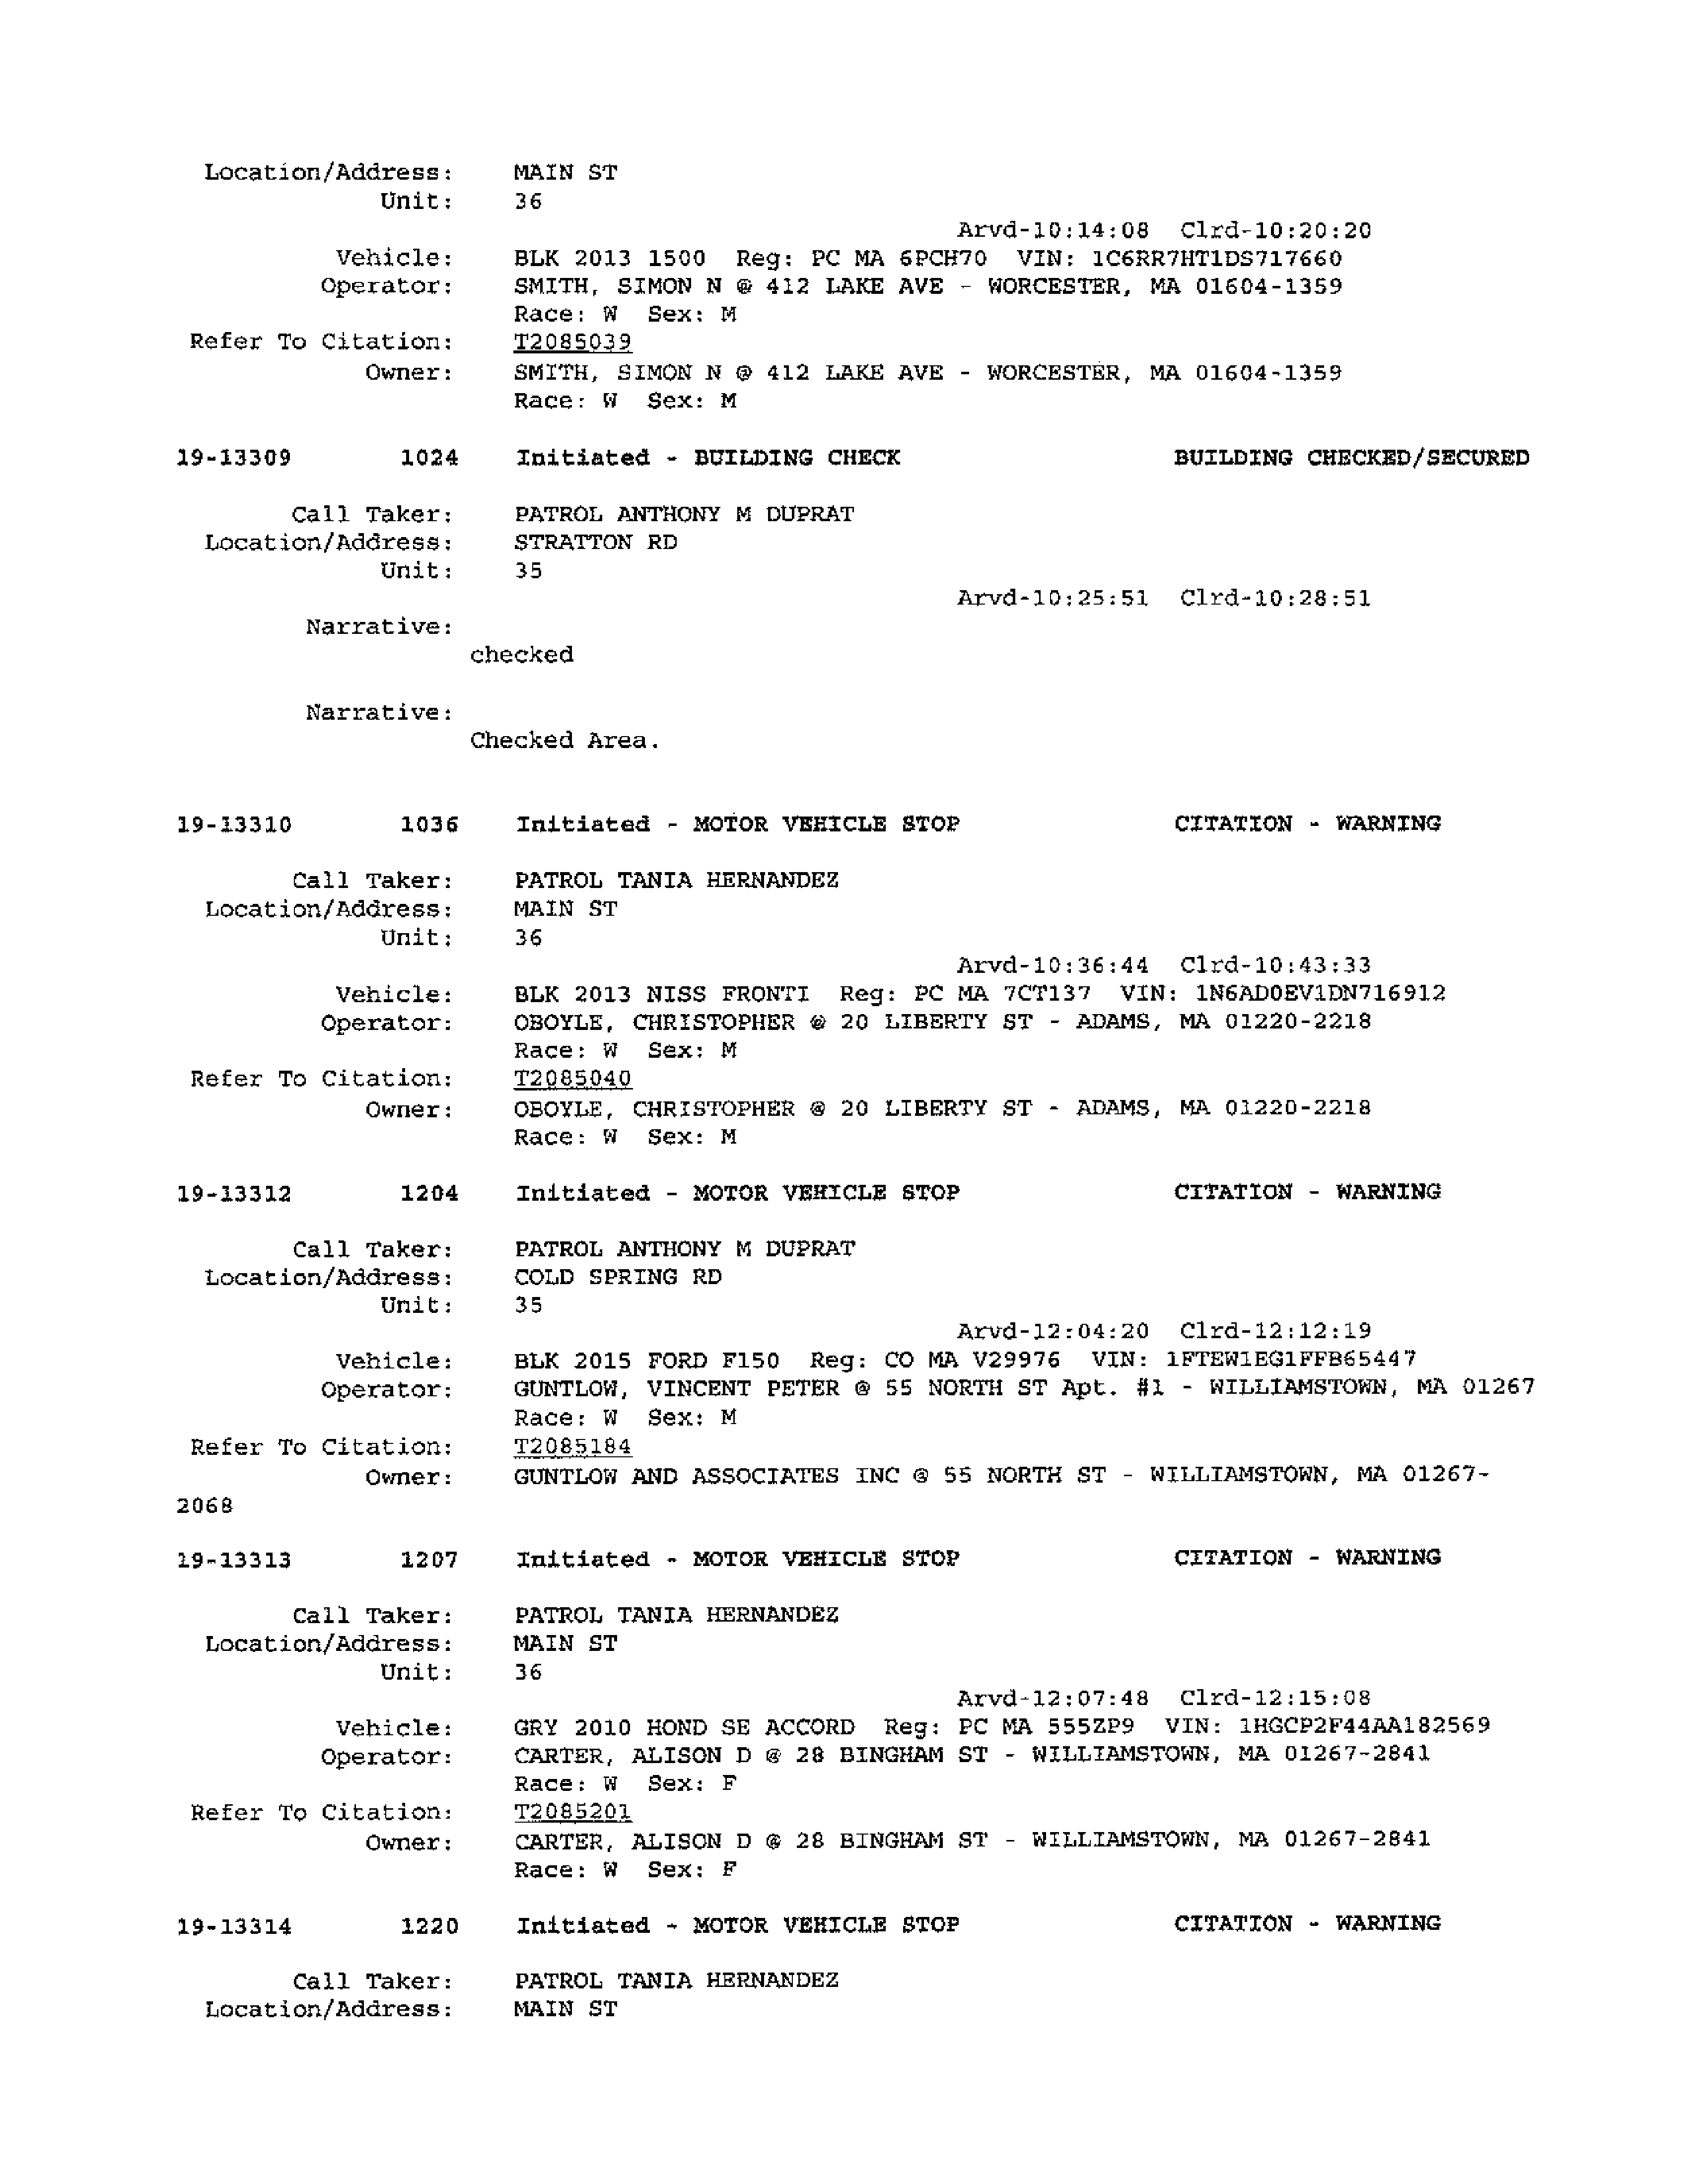 Location/Address: MAIN ST
Unit: 36
Arvd-10:14:08 Clrd-10:20:20
Vehicle: BLK 2013 1500 Reg: PC MA 6PCH70 VIN: 1C6RR7HT1DS717660
Operator: SMITH, SIMON N @ 412 LAKE AVE - WORCESTER, MA 01604-1359
Race: W Sex: M
Refer To Citation: T2085039
Owner: SMITH, SIMON N @ 412 LAKE AVE - WORCESTER, MA 01604-1359
Race: W Sex: M
19-13309 1024 Initiated - BUILDING CHECK BUILDING CHECKED/SECURED
Call Taker: PATROL ANTHONY M DUPRAT
Location/Address: STRATTON RD
Unit: 35
Arvd-10:25:51 Clrd-10:28:51
Narrative:
checked
Narrative:
Checked Area.
19-13310 1036 Initiated - MOTOR VEHICLE STOP CITATION - WARNING
Call Taker: PATROL TANIA HERNANDEZ
Location/Address: MAIN ST
Unit: 36
Arvd-10:36:44 Clrd-10:43:33
Vehicle: BLK 2013 NISS FRONTI Reg: PC MA 7CT137 VIN: 1N6AD0EV1DN716912
Operator: OBOYLE, CHRISTOPHER @ 20 LIBERTY ST - ADAMS, MA 01220-2218
Race: W Sex: M
Refer To Citation: T2085040
Owner: OBOYLE, CHRISTOPHER @ 20 LIBERTY ST - ADAMS, MA 01220-2218
Race: W Sex: M
19-13312 1204 Initiated - MOTOR VEHICLE STOP CITATION - WARNING
Call Taker: PATROL ANTHONY M DUPRAT
Location/Address: COLD SPRING RD
Unit: 35
Arvd-12:04:20 Clrd-12:12:19
Vehicle: BLK 2015 FORD F150 Reg: CO MA V29976 VIN: 1FTEW1EG1FFB65447
Operator: GUNTLOW, VINCENT PETER @ 55 NORTH ST Apt. #1 - WILLIAMSTOWN, MA 01267
Race: W Sex: M
Refer To Citation: T2085184
Owner: GUNTLOW AND ASSOCIATES INC @ 55 NORTH ST - WILLIAMSTOWN, MA 01267-
2068
19-13313 1207 Initiated - MOTOR VEHICLE STOP CITATION - WARNING
Call Taker: PATROL TANIA HERNANDEZ
Location/Address: MAIN ST
Unit: 36
Arvd-12:07:48 Clrd-12:15:08
Vehicle: GRY 2010 HOND SE ACCORD Reg: PC MA 555ZP9 VIN: 1HGCP2F44AA182569
Operator: CARTER, ALISON D @ 28 BINGHAM ST - WILLIAMSTOWN, MA 01267-2841
Race: W Sex: F
Refer To Citation: T2085201
Owner: CARTER, ALISON D @ 28 BINGHAM ST - WILLIAMSTOWN, MA 01267-2841
Race: W Sex: F
19-13314 1220 Initiated - MOTOR VEHICLE STOP CITATION - WARNING
Call Taker: PATROL TANIA HERNANDEZ
Location/Address: MAIN ST